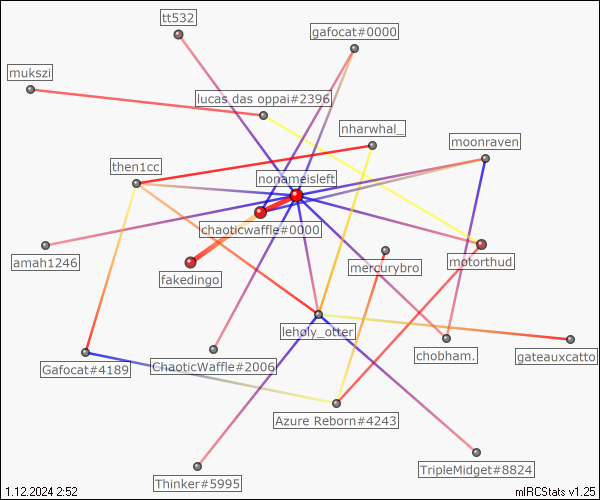 tt532
gafocat#0000
mukszi
lucas das oppai#2396
nharwhal_
moonraven
then1cc
nonameisleft
chaoticwaffle#0000
amah1246
mercurybro
motorthud
fakedingo
leholy_otter
chobham.
gateauxcatto
Gafocat#4189
ChaoticWaffle#2006
Azure Reborn#4243
Thinker#5995
TripleMidget#8824
1.12.2024 2:52
mIRCStats v1.25